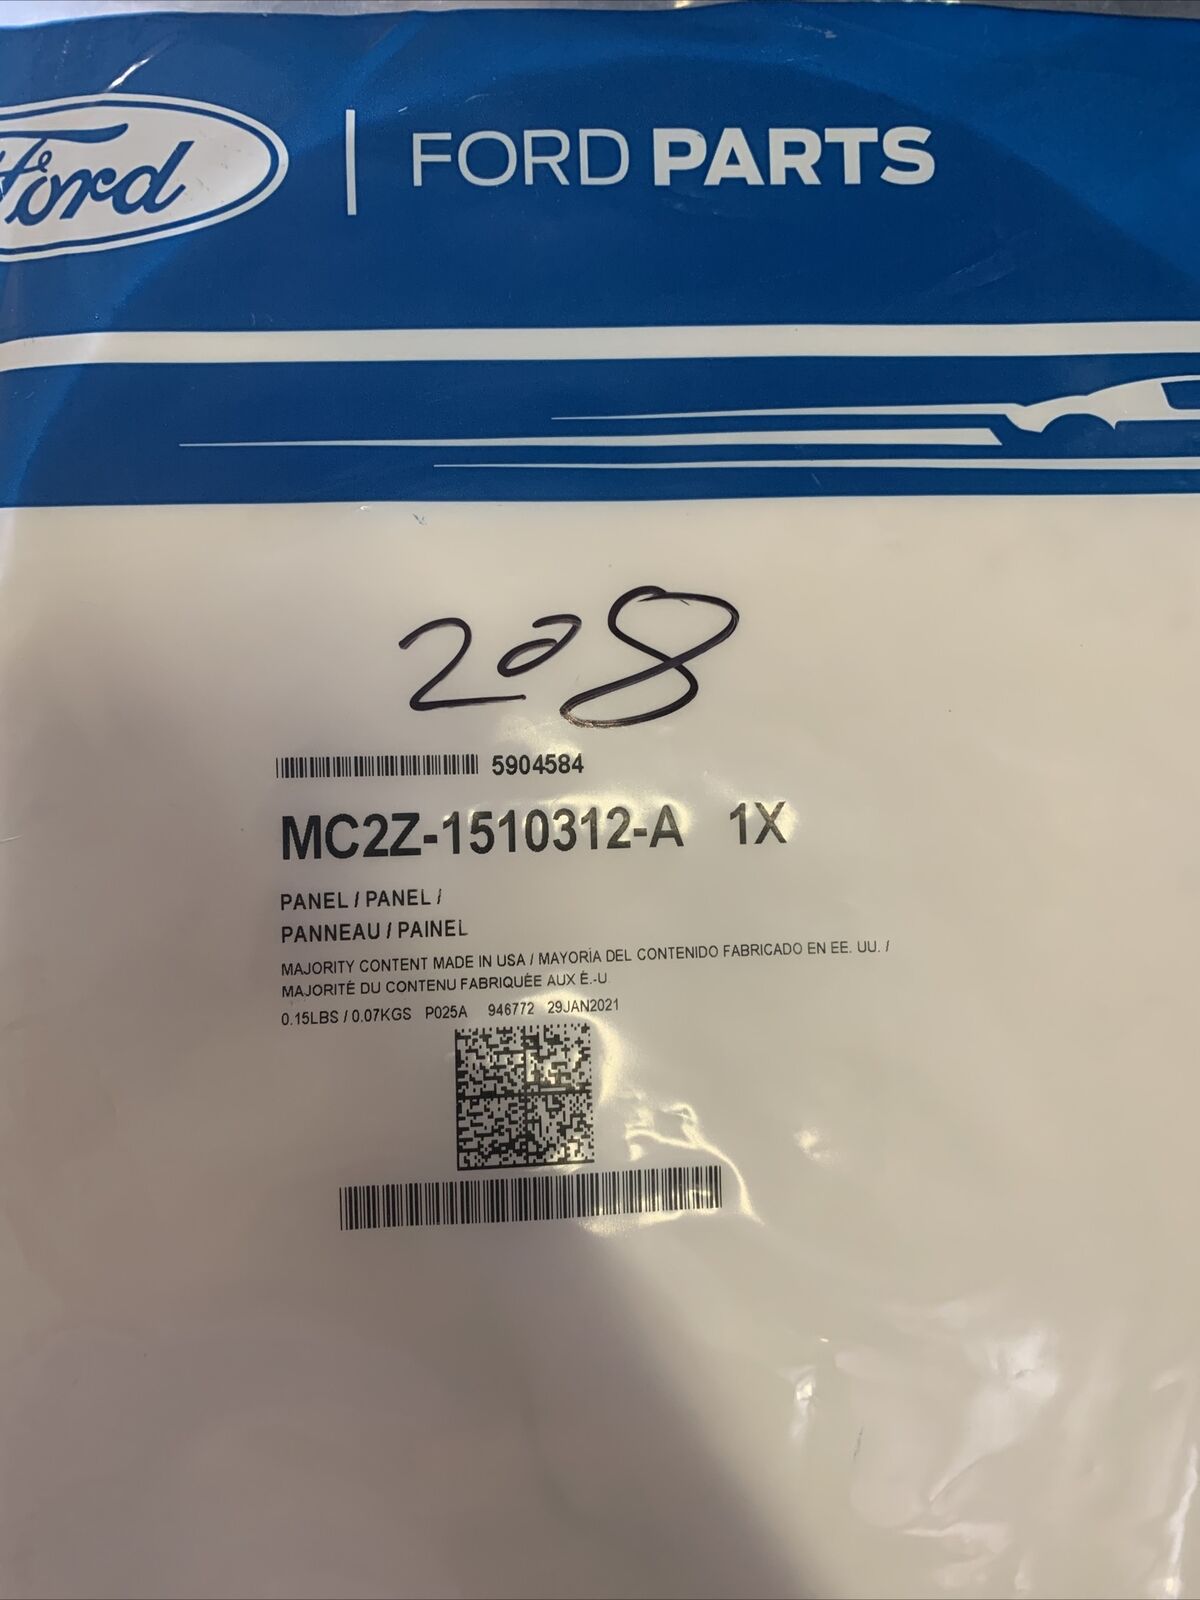 Ford | FORD PARTS
208
5904584
MC2Z-1510312-A 1X
PANEL / PANEL /
PANNEAU / PAINEL
MAJORITY CONTENT MADE IN USA / MAYORÍA DEL CONTENIDO FABRICADO EN EE. UU. /
MAJORITÉ DU CONTENU FABRIQUÉE AUX É.-U.
0.15LBS / 0.07KGS P025A 946772 29JAN2021